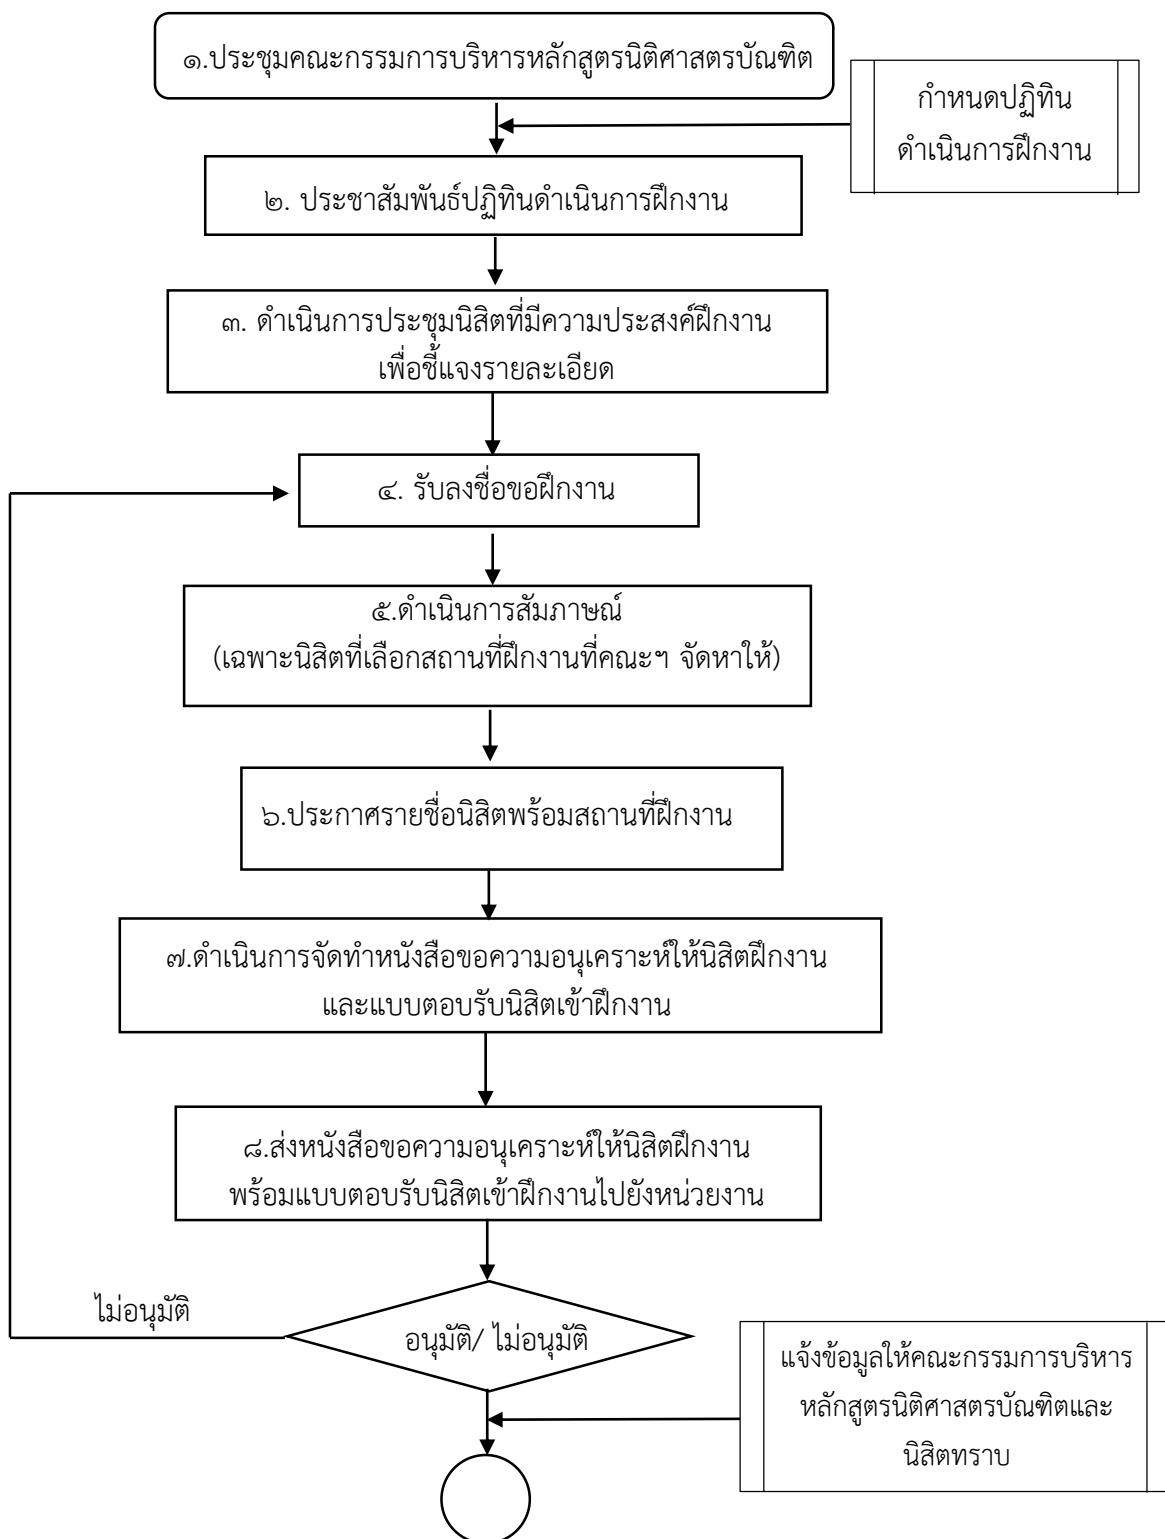 ๑.ประชุมคณะกรรมการบริหารหลักสูตรนิติศาสตรบัณฑิต
กำหนดปฏิทิน
ดำเนินการฝึกงาน
๒. ประชาสัมพันธ์ปฏิทินดำเนินการฝึกงาน
๓. ดำเนินการประชุมนิสิตที่มีความประสงค์ฝึกงาน
เพื่อชี้แจงรายละเอียด
๔. รับลงชื่อขอฝึกงาน
๕.ดำเนินการสัมภาษณ์
(เฉพาะนิสิตที่เลือกสถานที่ฝึกงานที่คณะฯ จัดหาให้)
๖.ประกาศรายชื่อนิสิตพร้อมสถานที่ฝึกงาน
๗.ดำเนินการจัดทำหนังสือขอความอนุเคราะห์ให้นิสิตฝึกงาน
และแบบตอบรับนิสิตเข้าฝึกงาน
๘.ส่งหนังสือขอความอนุเคราะห์ให้นิสิตฝึกงาน
พร้อมแบบตอบรับนิสิตเข้าฝึกงานไปยังหน่วยงาน
ไม่อนุมัติ
อนุมัติ/ ไม่อนุมัติ
แจ้งข้อมูลให้คณะกรรมการบริหาร
หลักสูตรนิติศาสตรบัณฑิตและ
นิสิตทราบ